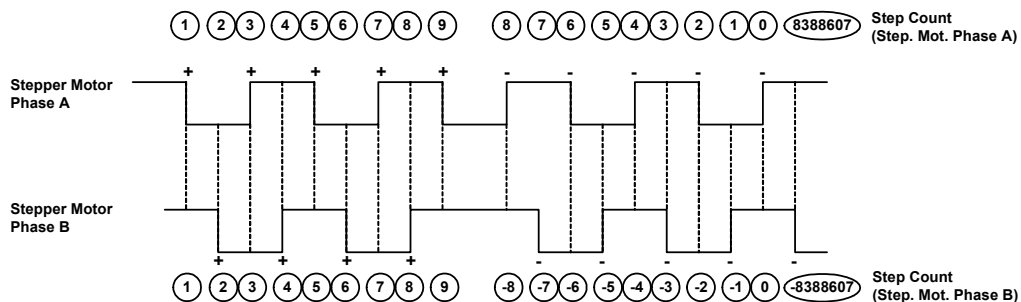 1 2 3 4 5 6 7 8 9 8 7 6 5 4 3 2 1 0 8388607
Step Count
(Step. Mot. Phase A)
+ + + + + - - - - -
Stepper Motor
Phase A
Stepper Motor
Phase B
+ + + + - - - - -
1 2 3 4 5 6 7 8 9 -8 -7 -6 -5 -4 -3 -2 -1 0 -8388607
Step Count
(Step. Mot. Phase B)